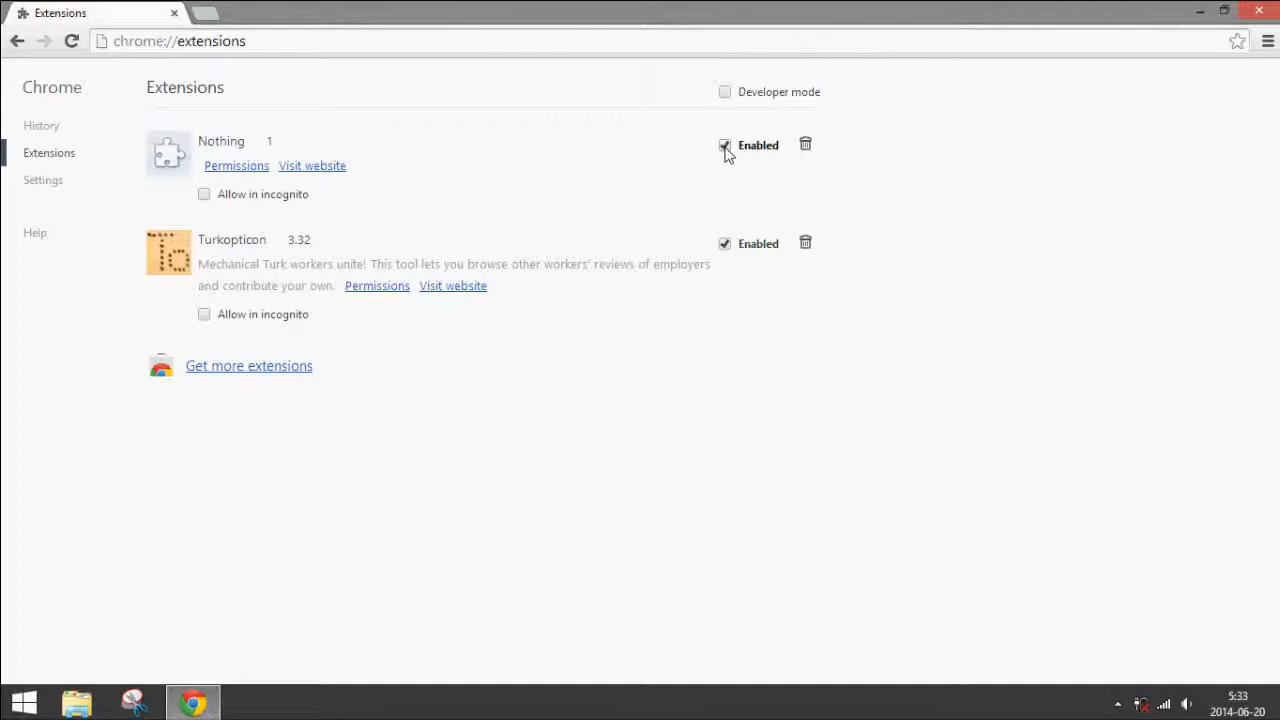 Extensions
chrome://extensions
Chrome
Extensions
Developer mode
History
Extensions
Settings
Help
Nothing 1
Enabled
Permissions Visit website
Allow in incognito
Turkopticon 3.32
Enabled
Mechanical Turk workers unite! This tool lets you browse other workers' reviews of employers
and contribute your own. Permissions Visit website
Allow in incognito
Get more extensions
5:33
2014-06-20